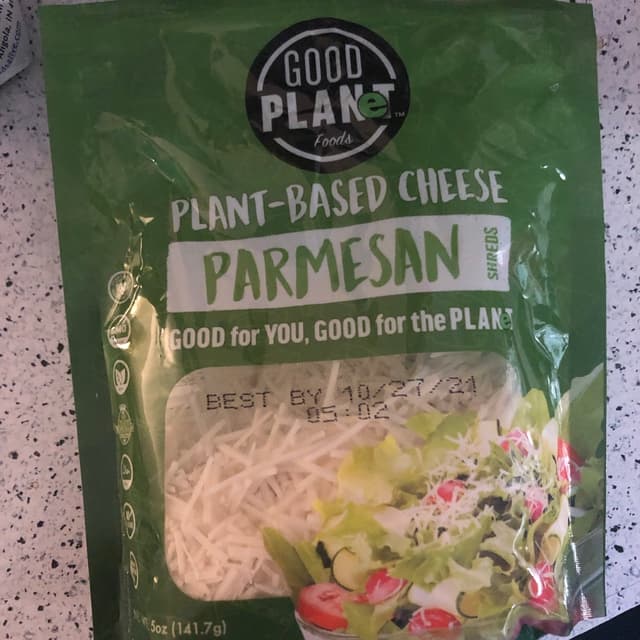 GOOD
PLANeT™
Foods
PLANT-BASED CHEESE
PARMESAN
SHREDS
GOOD for YOU, GOOD for the PLANeT
BEST BY 10/27/21
05:02
5oz (141.7g)